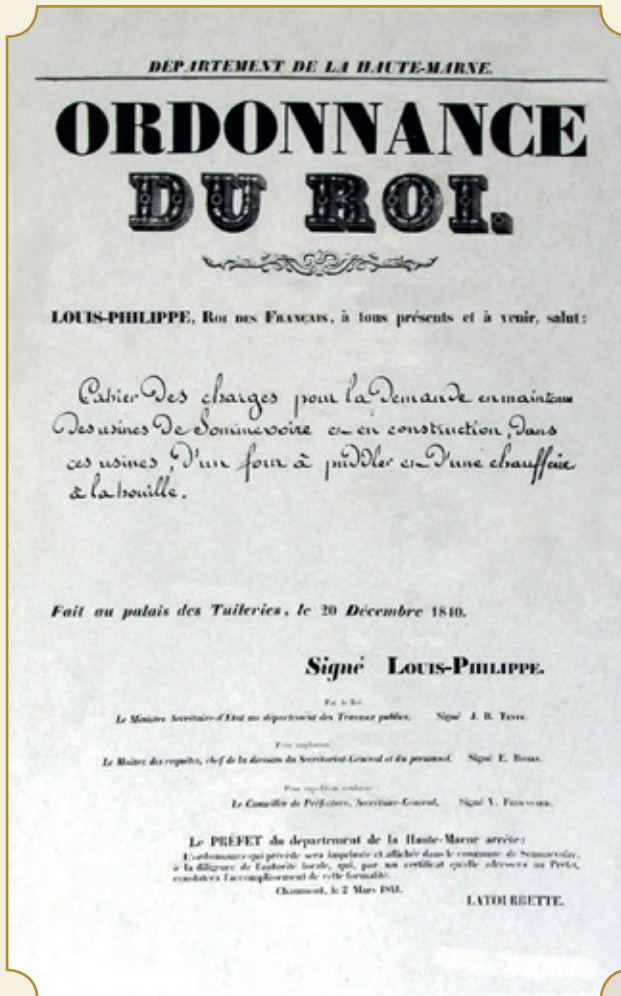 DEPARTEMENT DE LA HAUTE-MARNE.
ORDONNANCE
DU ROI.
LOUIS-PHILIPPE, Roi des Français, à tous présents et à venir, salut:
Cahier Des charges pour la Demande en maintenue
Des usines De Sommevoire et en construction, Dans
ces usines, D'un four à puddler et D'une chaufferie
à la houille.
Fait au palais des Tuileries, le 20 Décembre 1840.
Signé Louis-Philippe.
Par le Roi
Le Ministre Secrétaire-d'Etat au département des Travaux publics, Signé J. B. Teste.
Pour ampliation
Le Maître des requêtes, chef de la division du Secrétariat-Général et du personnel. Signé E.
Pour expédition conforme
Le Conseiller de Préfecture, Secrétaire-Général, Signé V.
Le PRÉFET du département de la Haute-Marne arrête:
L'ordonnance qui précède sera imprimée et affichée dans la commune de Sommevoire,
à la diligence de l'autorité locale, qui, par un certificat qu'elle adressera au Préfet,
constatera l'accomplissement de cette formalité.
Chaumont, le 2 Mars 1841.
LATOURRETTE.